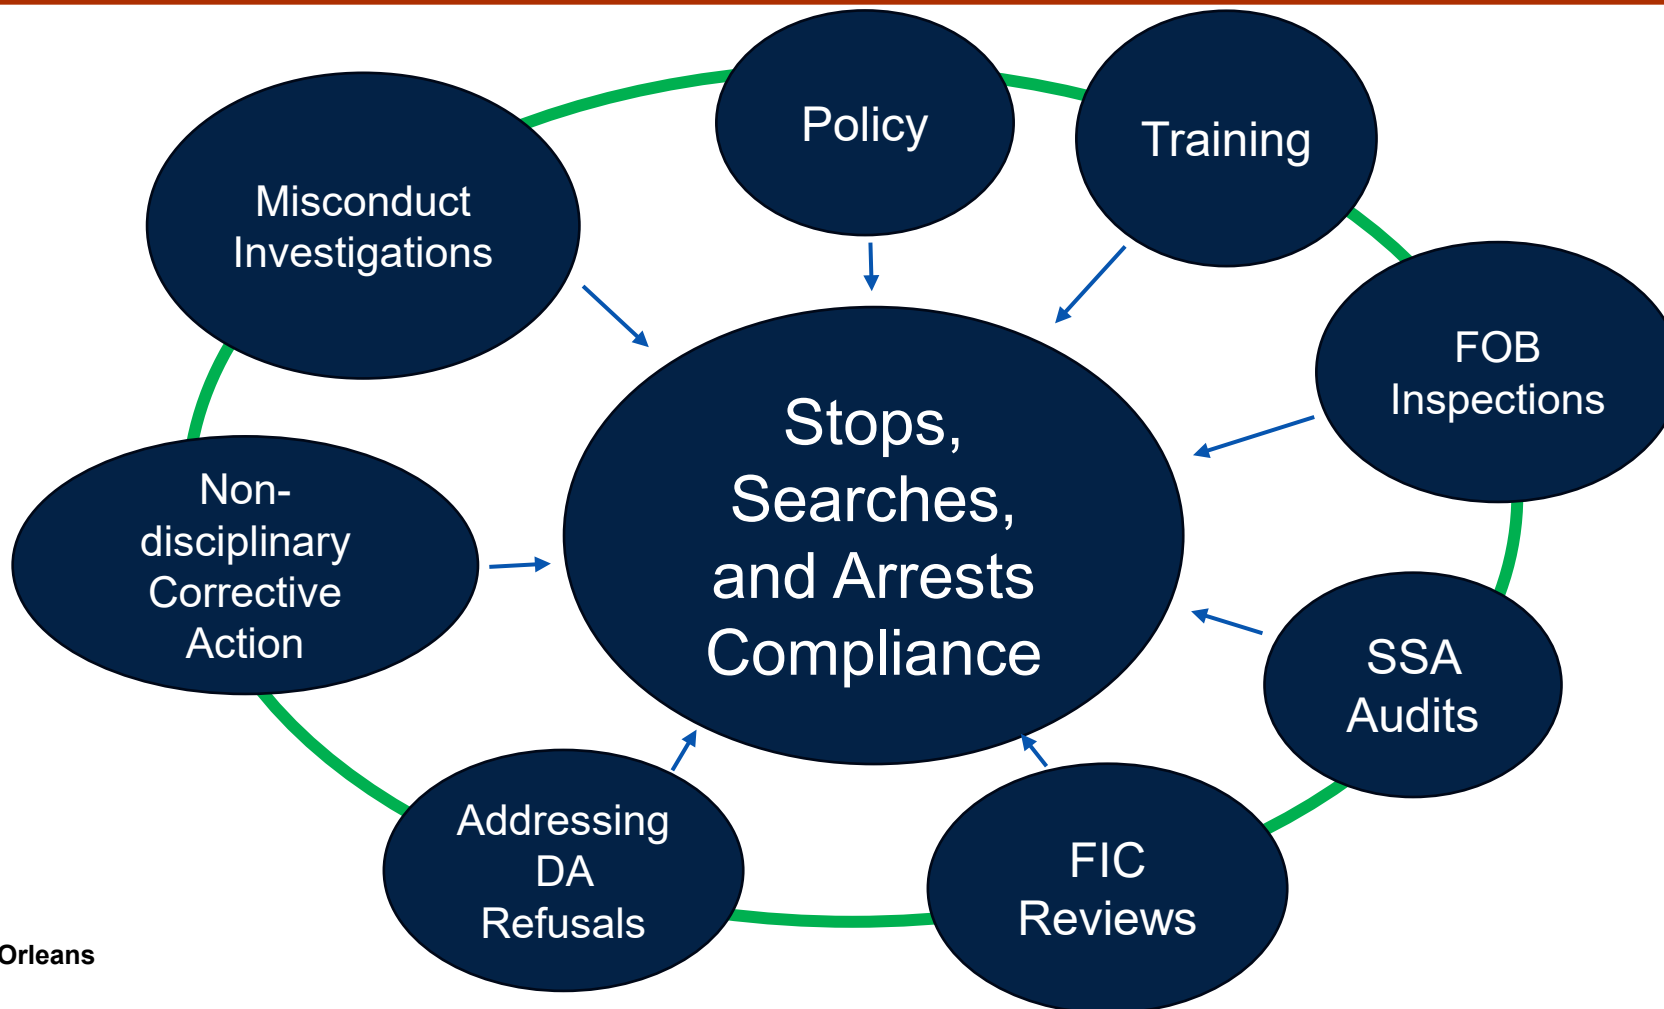 Policy
Training
Misconduct
Investigations
FOB
Inspections
Stops,
Searches,
and Arrests
Compliance
Non-
disciplinary
Corrective
Action
SSA
Audits
Addressing
DA
Refusals
FIC
Reviews
Orleans